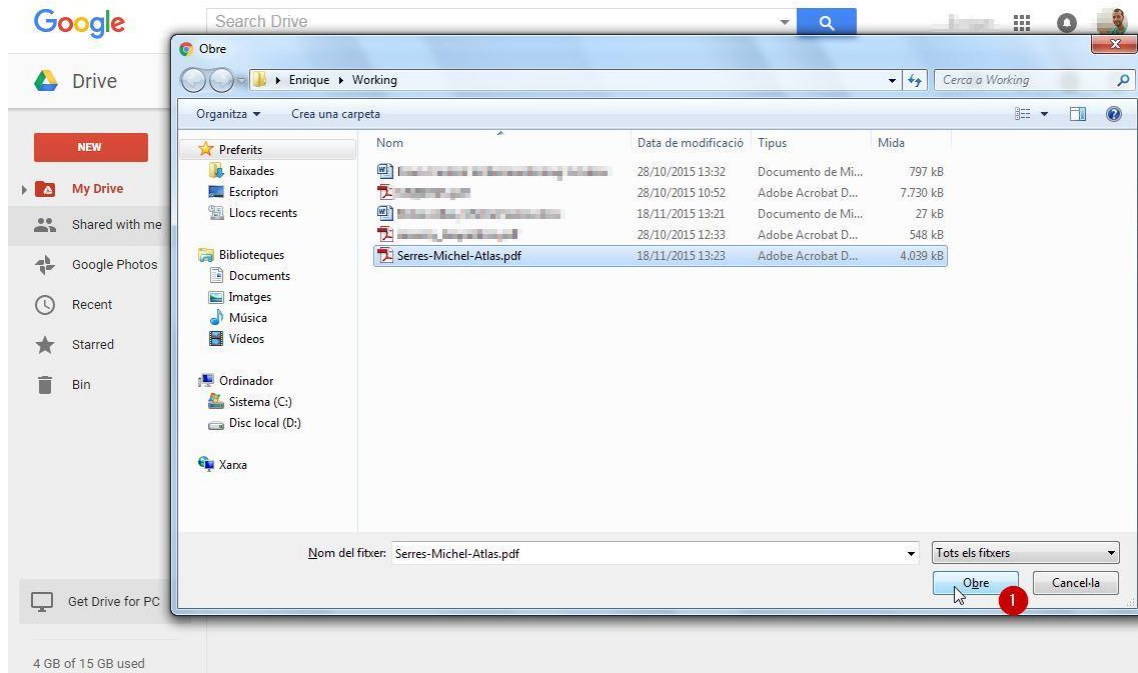 Google
Search Drive
Obre
Drive
Enrique Working
Cerca a Working
Organitza Crea una carpeta
NEW
My Drive
Shared with me
Google Photos
Recent
Starred
Bin
Get Drive for PC
4 GB of 15 GB used
Preferits
Baixades
Escriptori
Llocs recents
Biblioteques
Documents
Imatges
Música
Vídeos
Ordinador
Sistema (C:)
Disc local (D:)
Xarxa
Nom Data de modificació Tipus Mida
28/10/2015 13:32 Documento de Mi... 797 kB
28/10/2015 10:52 Adobe Acrobat D... 7.730 kB
18/11/2015 13:21 Documento de Mi... 27 kB
28/10/2015 12:33 Adobe Acrobat D... 548 kB
Serres-Michel-Atlas.pdf 18/11/2015 13:23 Adobe Acrobat D... 4.039 kB
Nom del fitxer: Serres-Michel-Atlas.pdf Tots els fitxers
Obre Cancel·la
1